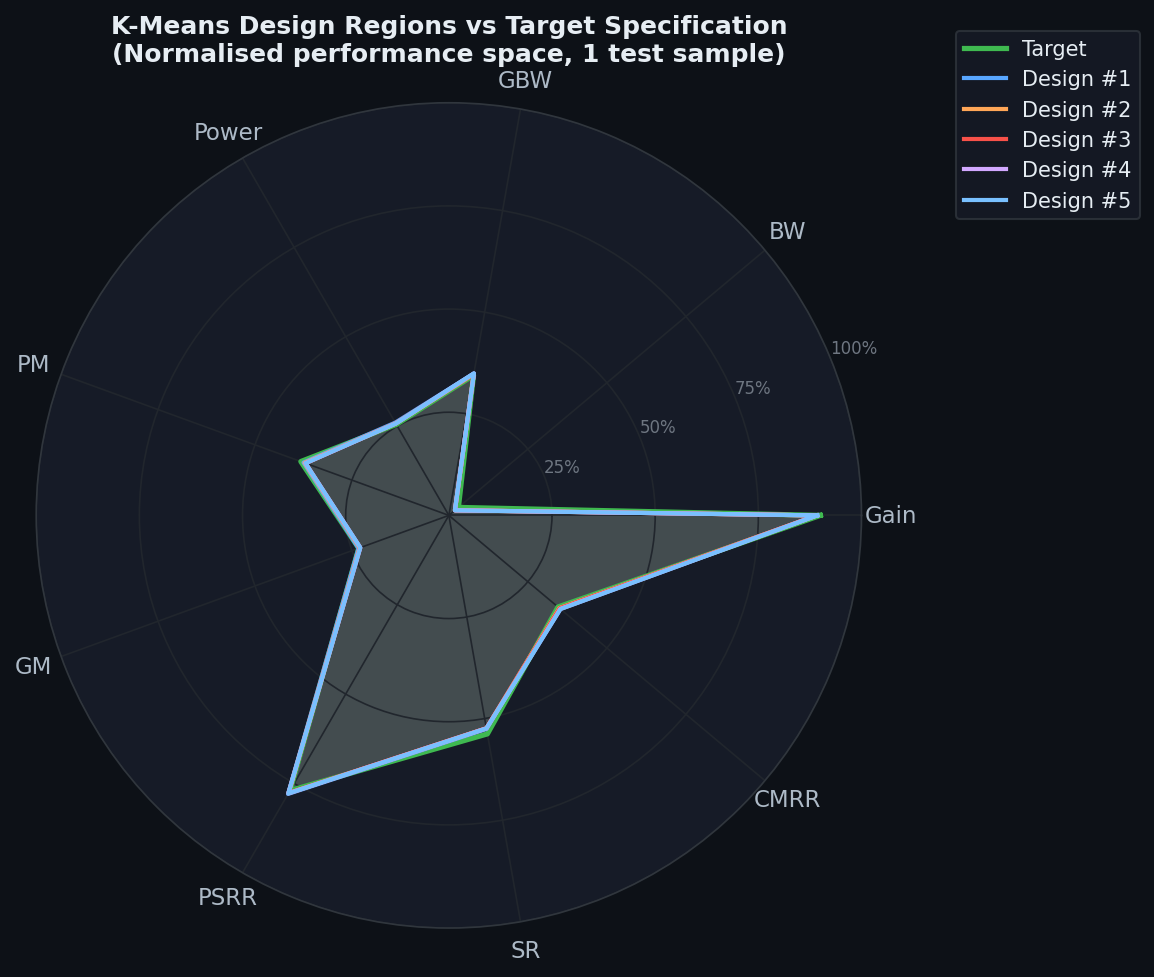 K-Means Design Regions vs Target Specification
(Normalised performance space, 1 test sample)
Target
Design #1
Design #2
Design #3
Design #4
Design #5
GBW
Power
BW
PM
100%
75%
50%
25%
Gain
GM
CMRR
PSRR
SR